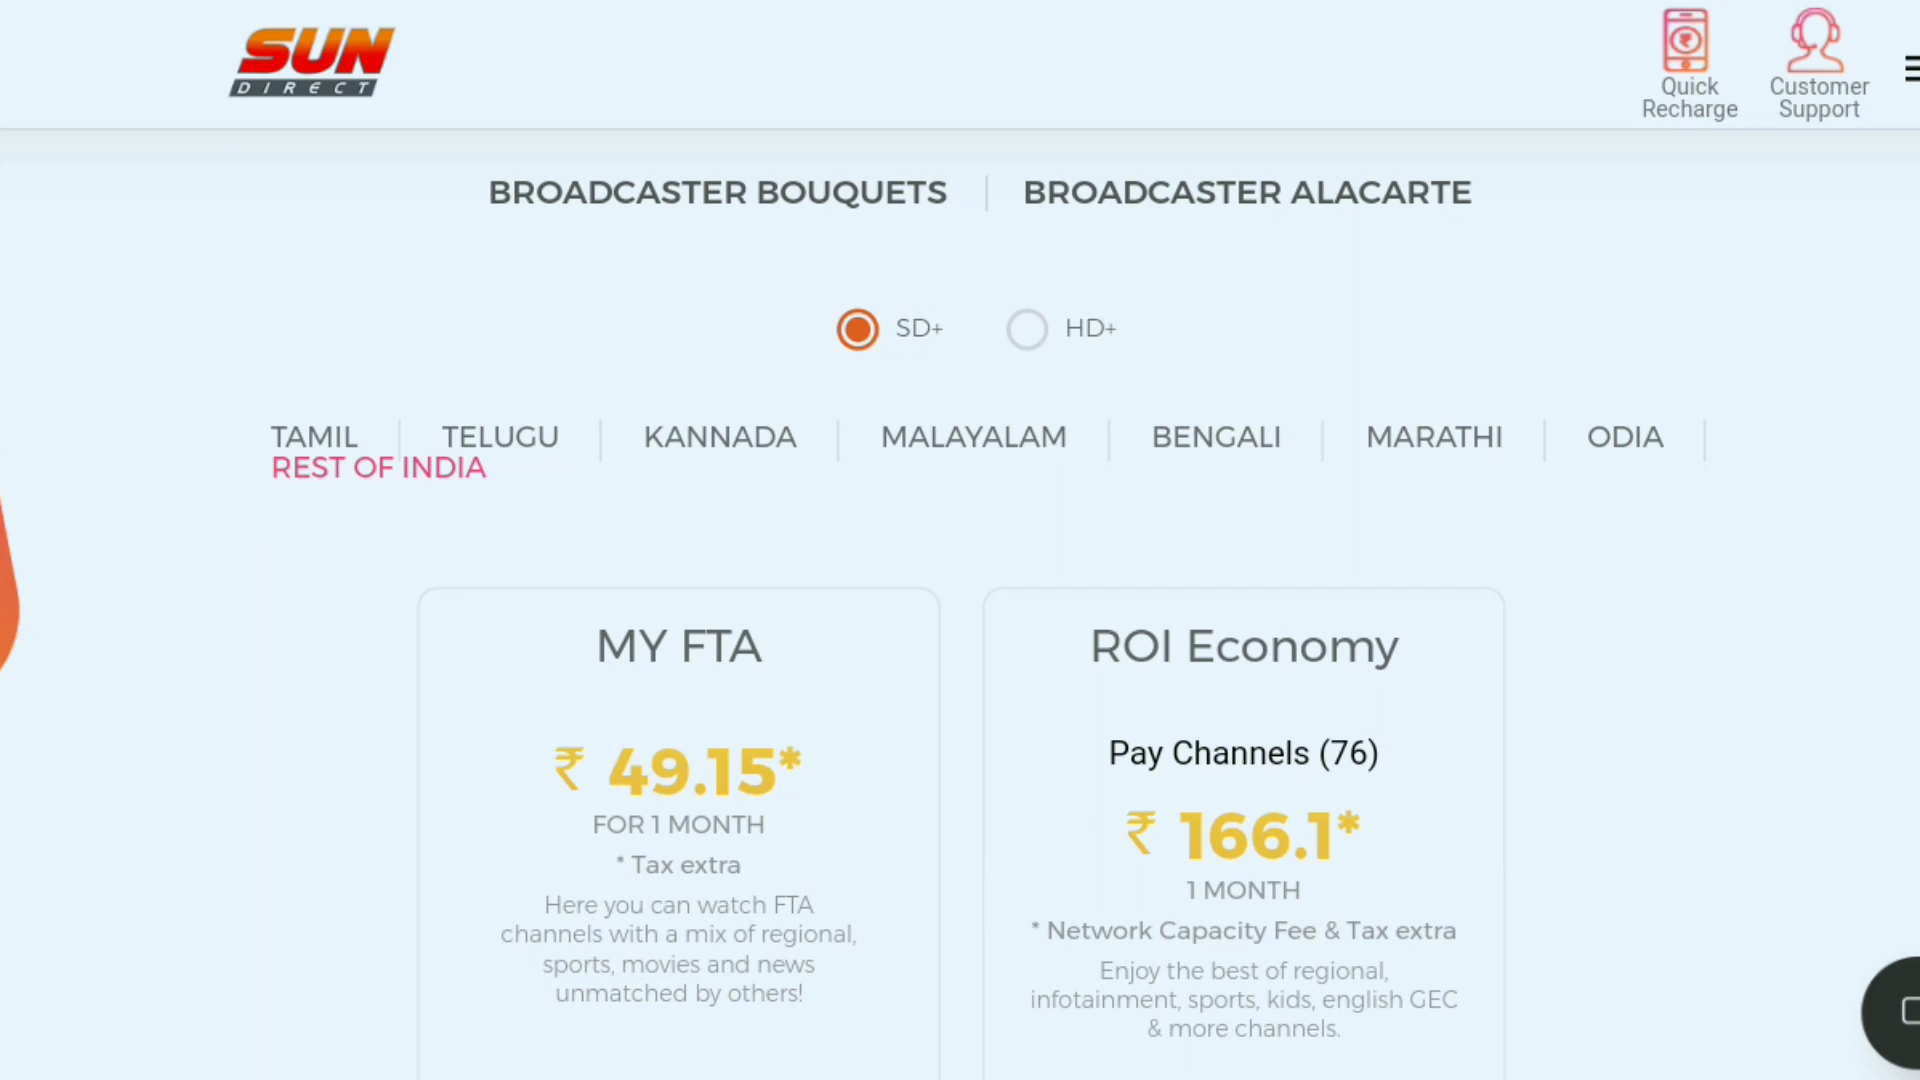 SUN
DIRECT
Quick
Recharge
Customer
Support
BROADCASTER BOUQUETS
BROADCASTER ALACARTE
SD+
HD+
TAMIL
TELUGU
KANNADA
MALAYALAM
BENGALI
MARATHI
ODIA
REST OF INDIA
MY FTA
₹ 49.15*
FOR 1 MONTH
* Tax extra
Here you can watch FTA
channels with a mix of regional,
sports, movies and news
unmatched by others!
ROI Economy
Pay Channels (76)
₹ 166.1*
1 MONTH
* Network Capacity Fee & Tax extra
Enjoy the best of regional,
infotainment, sports, kids, english GEC
& more channels.